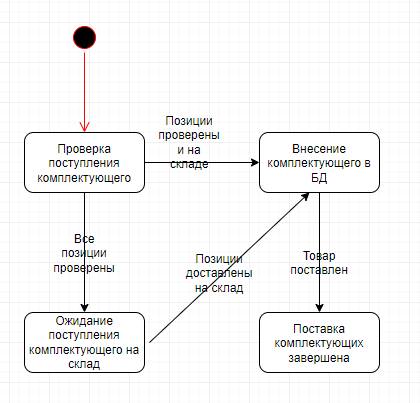 Позиции
проверены
и на
складе
Проверка
поступления
комплектующего
Внесение
комплектующего в
БД
Все
позиции
проверены
Позиции
доставлены
на склад
Товар
поставлен
Ожидание
поступления
комплектующего на
склад
Поставка
комплектующих
завершена